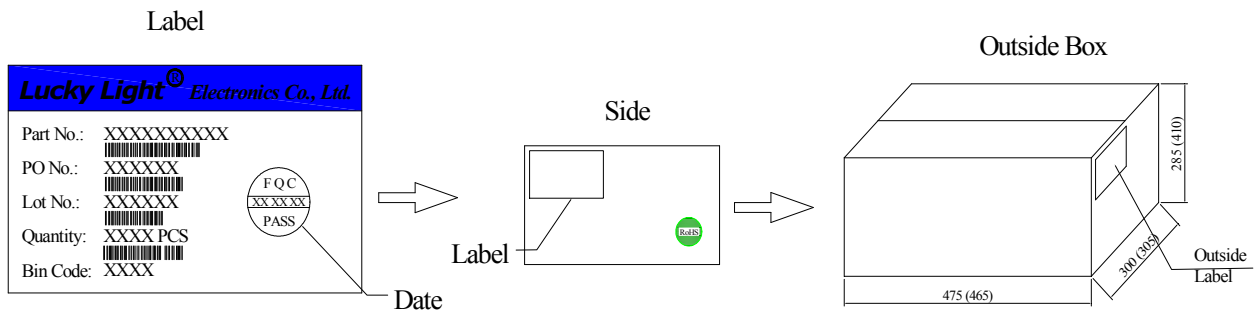 Label
Lucky Light® Electronics Co., Ltd.
Part No.: XXXXXXXXXX
PO No.: XXXXXX
Lot No.: XXXXXX
Quantity: XXXX PCS
Bin Code: XXXX
FQC
XX XX XX
PASS
Date
Side
RoHS
Label
Outside Box
285 (410)
300 (305)
475 (465)
Outside
Label